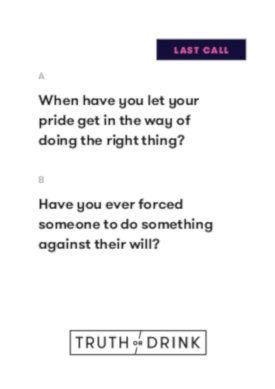 LAST CALL
A
When have you let your
pride get in the way of
doing the right thing?
B
Have you ever forced
someone to do something
against their will?
TRUTH OR DRINK